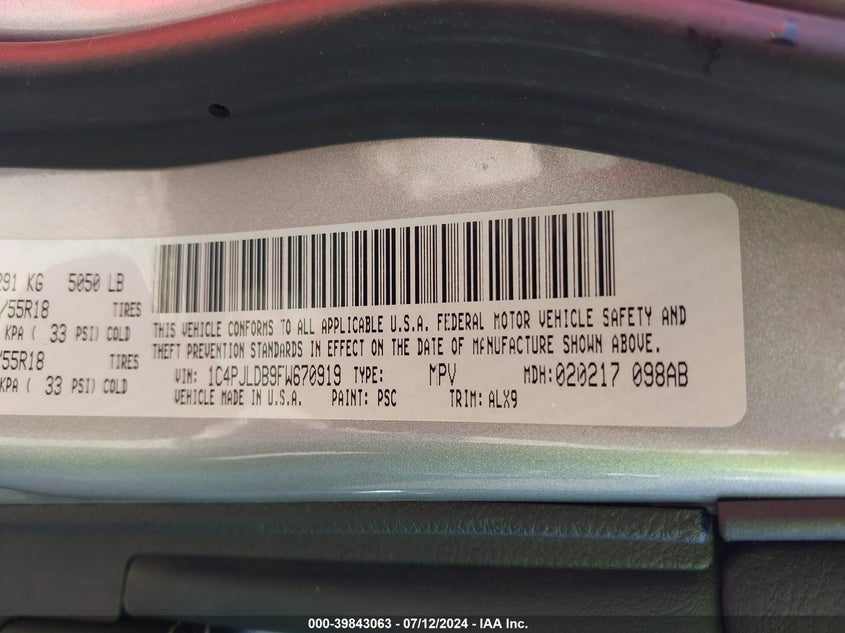 291 KG 5050 LB
/55R18 TIRES
KPA ( 33 PSI) COLD
/55R18 TIRES
KPA ( 33 PSI) COLD
THIS VEHICLE CONFORMS TO ALL APPLICABLE U.S.A. FEDERAL MOTOR VEHICLE SAFETY AND
THEFT PREVENTION STANDARDS IN EFFECT ON THE DATE OF MANUFACTURE SHOWN ABOVE.
VIN: 1C4PJLDB9FW670919 TYPE: MPV MDH:020217 098AB
VEHICLE MADE IN U.S.A. PAINT: PSC TRIM: ALX9
000-39843063 - 07/12/2024 - IAA Inc.